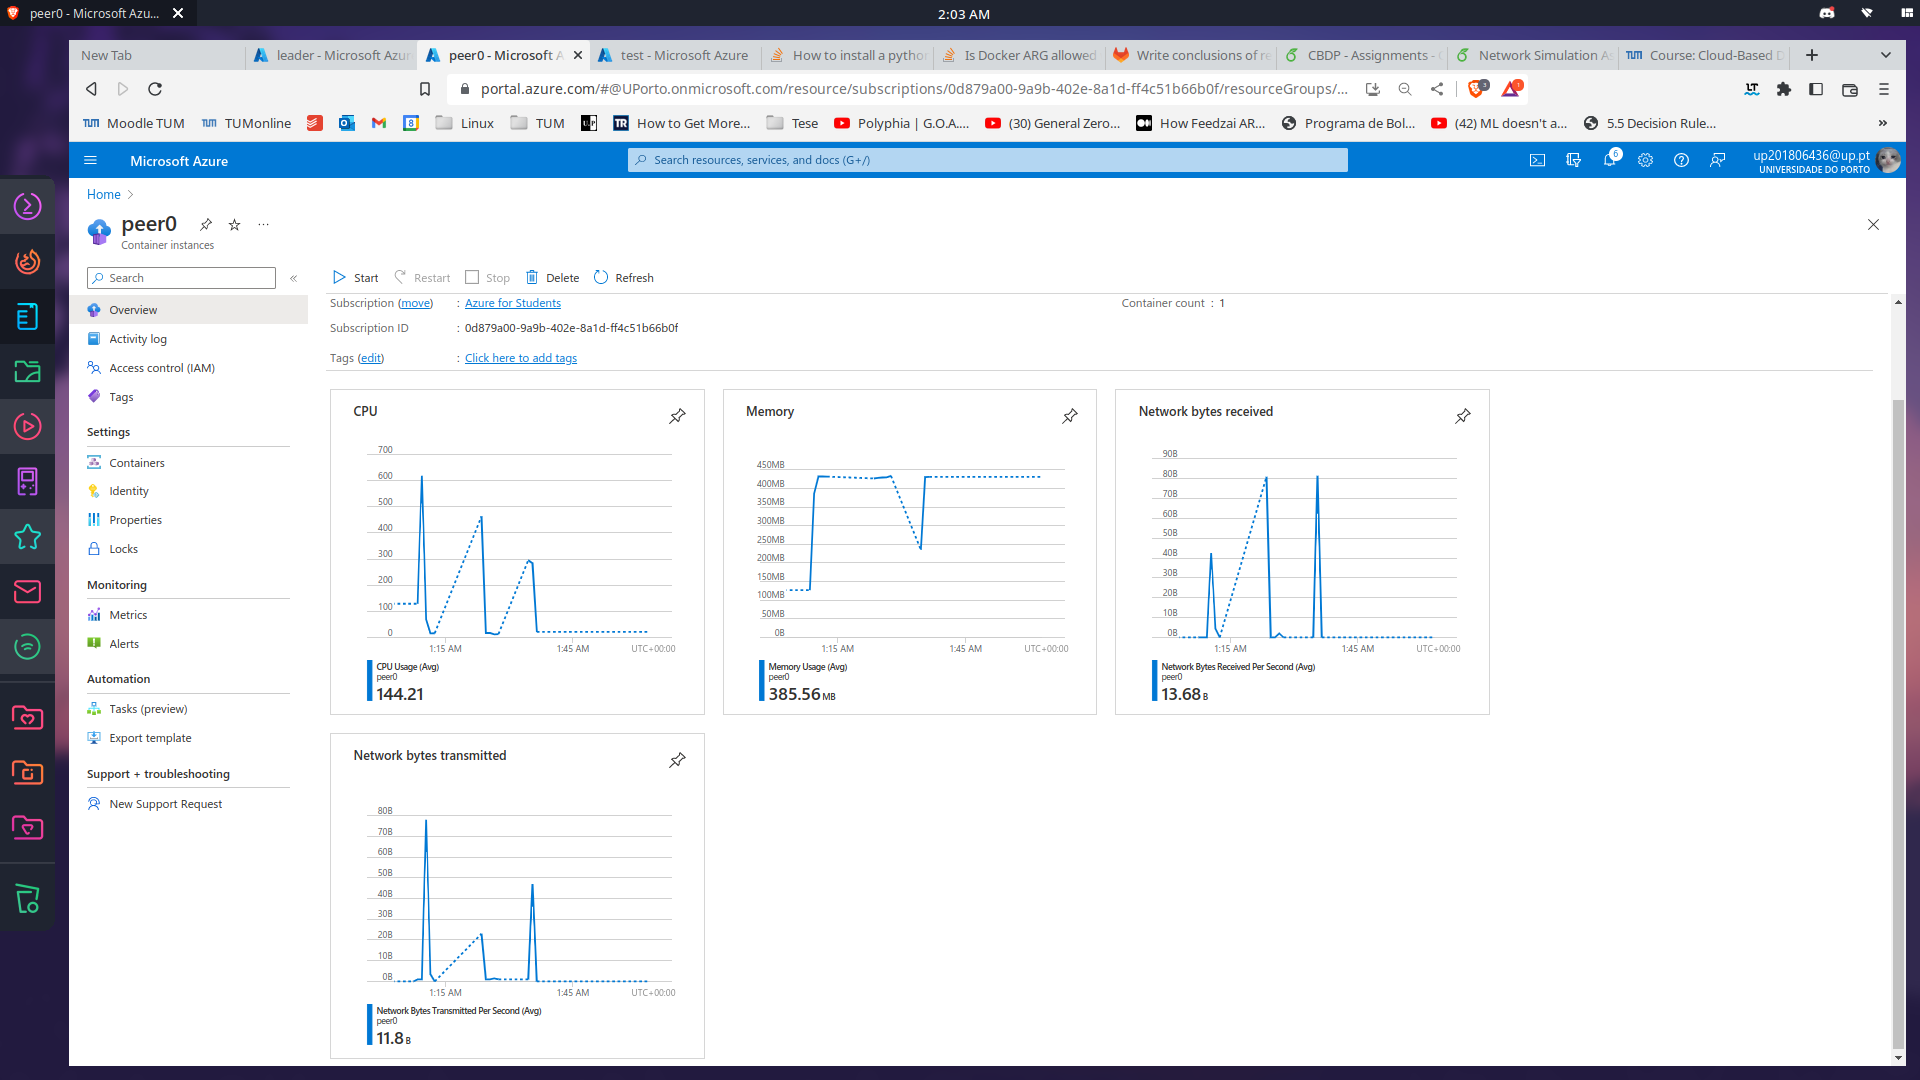 peer0 - Microsoft Azu...
2:03 AM
New Tab
leader - Microsoft Azur
peer0 - Microsoft A
test - Microsoft Azure
How to install a python
Is Docker ARG allowed
Write conclusions of re
CBDP - Assignments -
Network Simulation As
TUM Course: Cloud-Based D
portal.azure.com/#@UPorto.onmicrosoft.com/resource/subscriptions/0d879a00-9a9b-402e-8a1d-ff4c51b66b0f/resourceGroups/...
TUM Moodle TUM
TUM TUMonline
Linux
TUM
TR How to Get More...
Tese
Polyphia | G.O.A....
(30) General Zero...
How Feedzai AR...
Programa de Bol...
(42) ML doesn't a...
5.5 Decision Rule...
Microsoft Azure
Search resources, services, and docs (G+/)
6
up201806436@up.pt
UNIVERSIDADE DO PORTO
Home
peer0
Container instances
Search
Start
Restart
Stop
Delete
Refresh
Overview
Activity log
Access control (IAM)
Tags
Settings
Containers
Identity
Properties
Locks
Monitoring
Metrics
Alerts
Automation
Tasks (preview)
Export template
Support + troubleshooting
New Support Request
Subscription (move) : Azure for Students
Container count : 1
Subscription ID : 0d879a00-9a9b-402e-8a1d-ff4c51b66b0f
Tags (edit) : Click here to add tags
CPU
700
600
500
400
300
200
100
0
1:15 AM 1:45 AM UTC+00:00
CPU Usage (Avg)
peer0
144.21
Memory
450MB
400MB
350MB
300MB
250MB
200MB
150MB
100MB
50MB
0B
1:15 AM 1:45 AM UTC+00:00
Memory Usage (Avg)
peer0
385.56 MB
Network bytes received
90B
80B
70B
60B
50B
40B
30B
20B
10B
0B
1:15 AM 1:45 AM UTC+00:00
Network Bytes Received Per Second (Avg)
peer0
13.68 B
Network bytes transmitted
80B
70B
60B
50B
40B
30B
20B
10B
0B
1:15 AM 1:45 AM UTC+00:00
Network Bytes Transmitted Per Second (Avg)
peer0
11.8 B